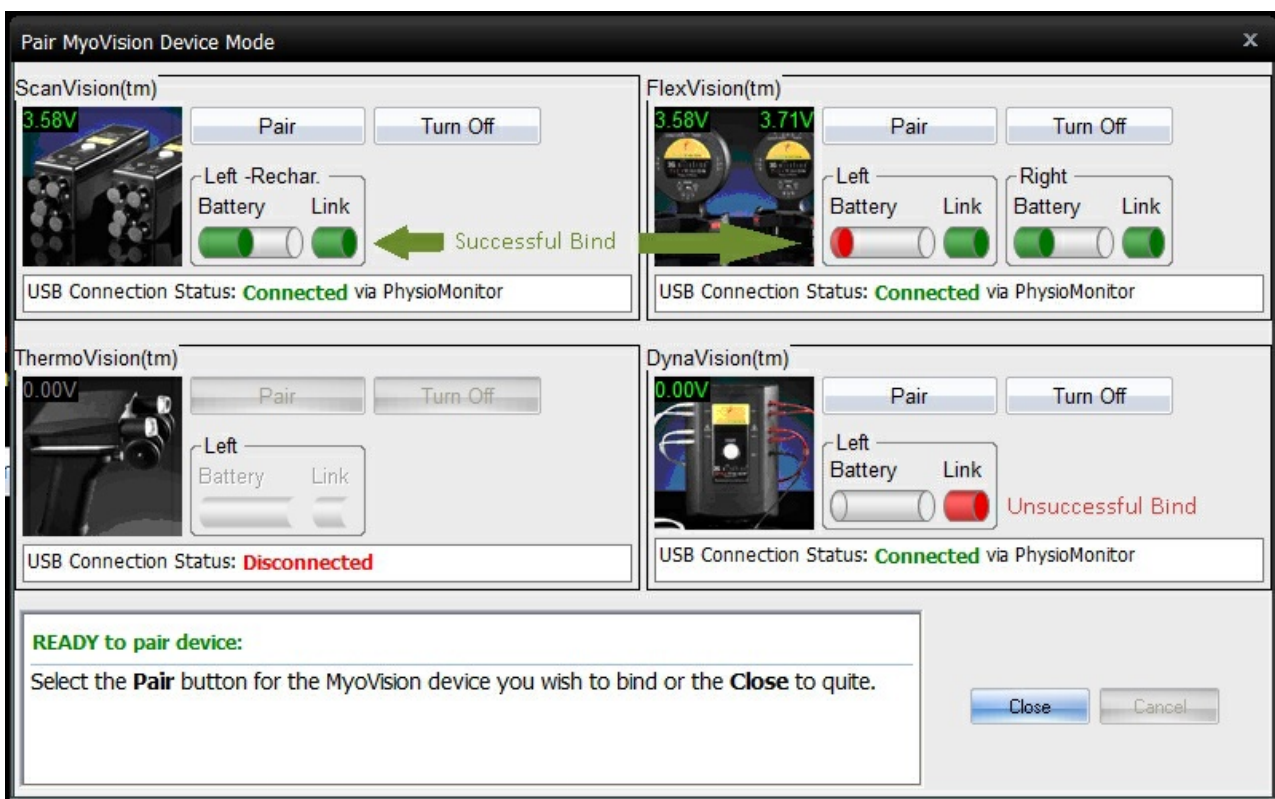 Pair MyoVision Device Mode
x
ScanVision(tm)
3.58V
Pair
Turn Off
Left -Rechar.
Battery Link
Successful Bind
USB Connection Status: Connected via PhysioMonitor
FlexVision(tm)
3.58V 3.71V
Pair
Turn Off
Left
Battery Link
Right
Battery Link
USB Connection Status: Connected via PhysioMonitor
ThermoVision(tm)
0.00V
Pair
Turn Off
Left
Battery Link
USB Connection Status: Disconnected
DynaVision(tm)
0.00V
Pair
Turn Off
Left
Battery Link
Unsuccessful Bind
USB Connection Status: Connected via PhysioMonitor
READY to pair device:
Select the Pair button for the MyoVision device you wish to bind or the Close to quite.
Close
Cancel